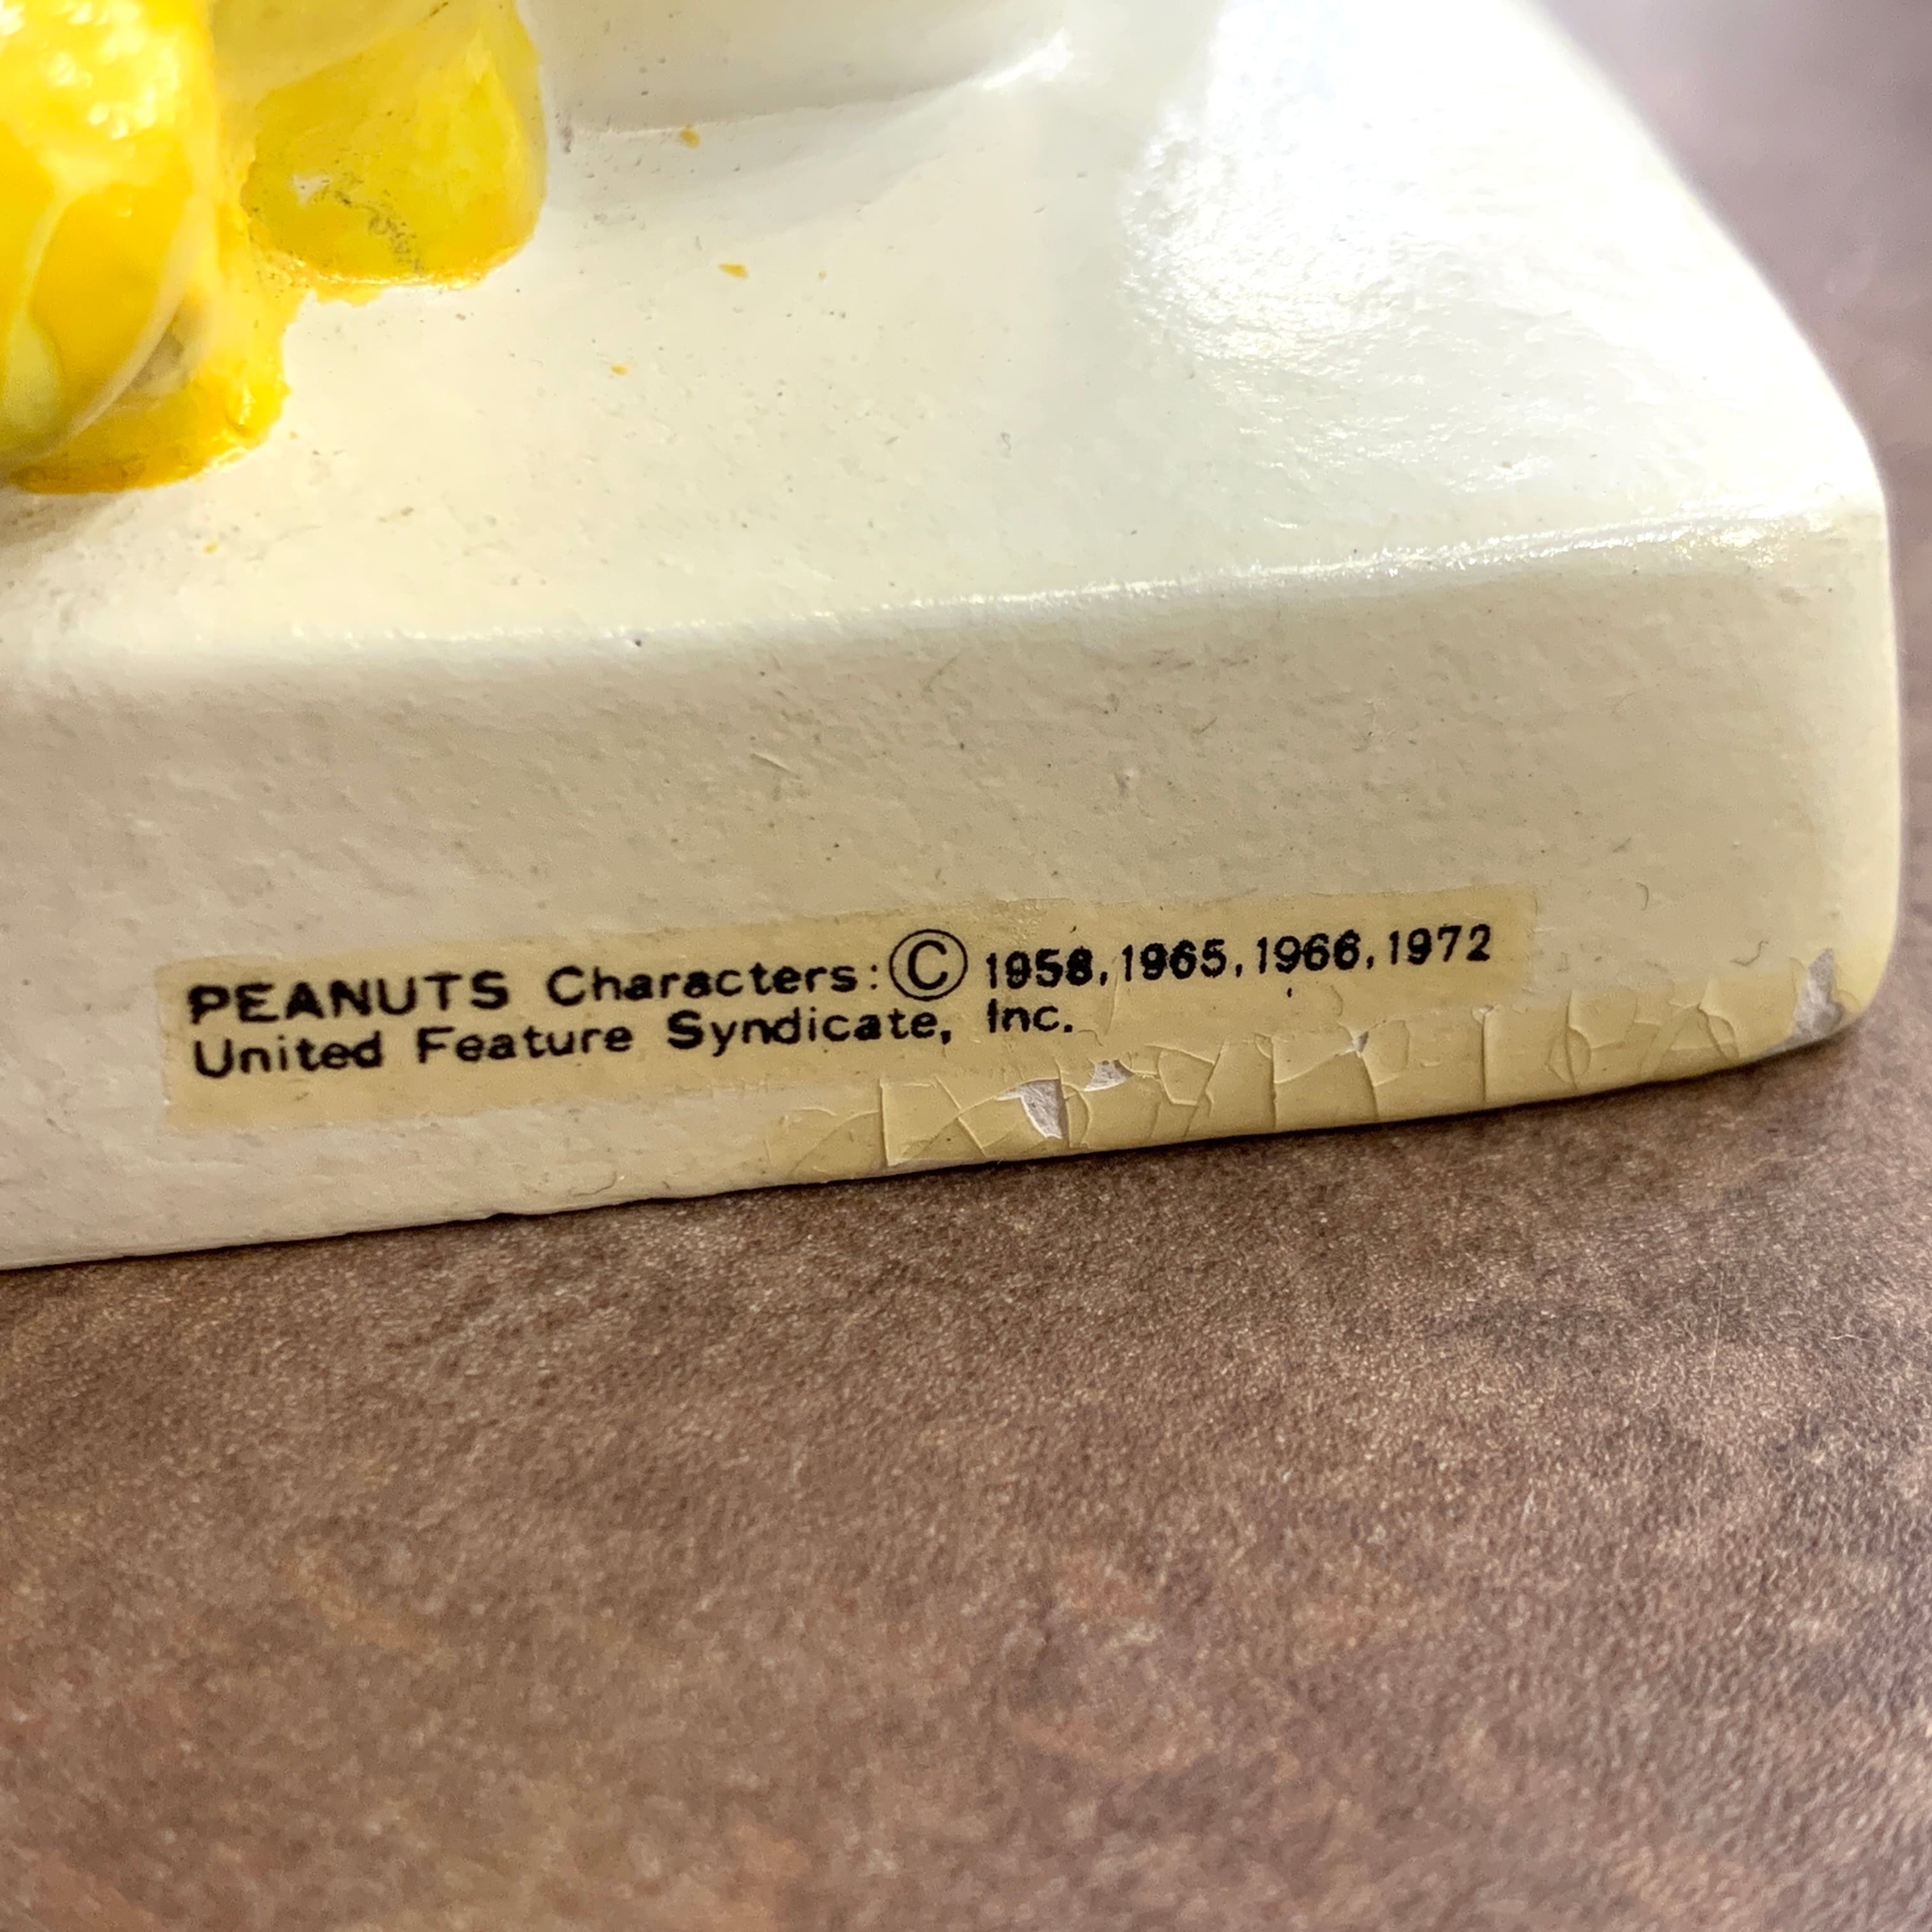 PEANUTS Characters: © 1958, 1965, 1966, 1972
United Feature Syndicate, Inc.